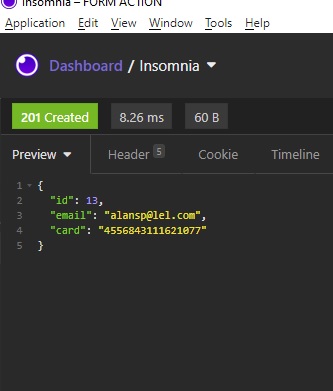 Insomnia – FORM ACTION
Application Edit View Window Tools Help
Dashboard / Insomnia
201 Created 8.26 ms 60 B
Preview Header 5 Cookie Timeline
1 {
2 "id": 13,
3 "email": "alansp@lel.com",
4 "card": "4556843111621077"
5 }